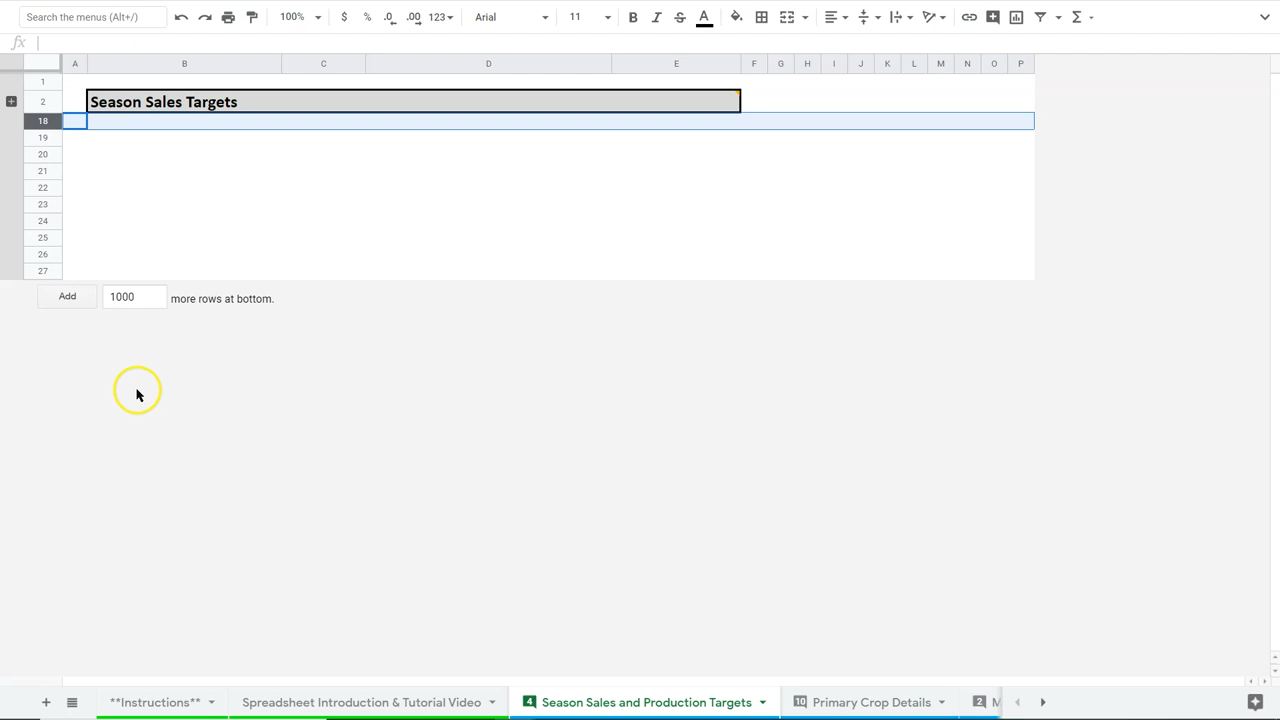 Search the menus (Alt+/) 100% $ % .0 .00 123 Arial 11 B I S A Σ
fx
A B C D E F G H I J K L M N O P
1
2 Season Sales Targets
18
19
20
21
22
23
24
25
26
27
Add 1000 more rows at bottom.
+ **Instructions** Spreadsheet Introduction & Tutorial Video 4 Season Sales and Production Targets 10 Primary Crop Details 2 M